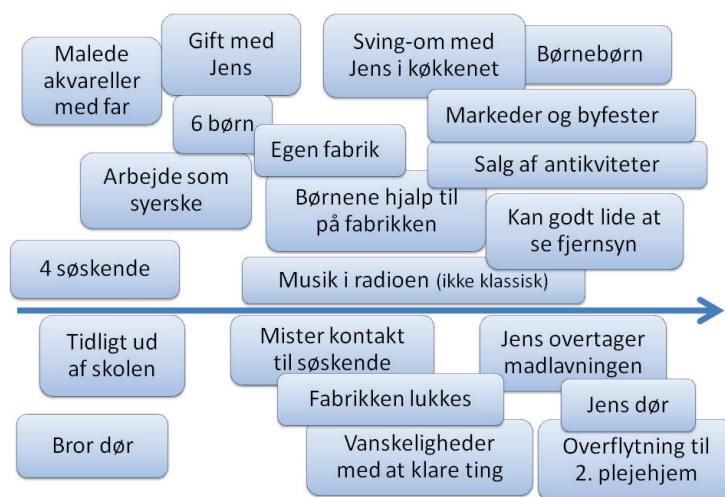 Malede
akvareller
med far
Gift med
Jens
Sving-om med
Jens i køkkenet
Børnebørn
6 børn
Markeder og byfester
Egen fabrik
Salg af antikviteter
Arbejde som
syerske
Børnene hjalp til
på fabrikken
Kan godt lide at
se fjernsyn
4 søskende
Musik i radioen (ikke klassisk)
Tidligt ud
af skolen
Mister kontakt
til søskende
Jens overtager
madlavningen
Fabrikken lukkes
Jens dør
Bror dør
Vanskeligheder
med at klare ting
Overflytning til
2. plejehjem